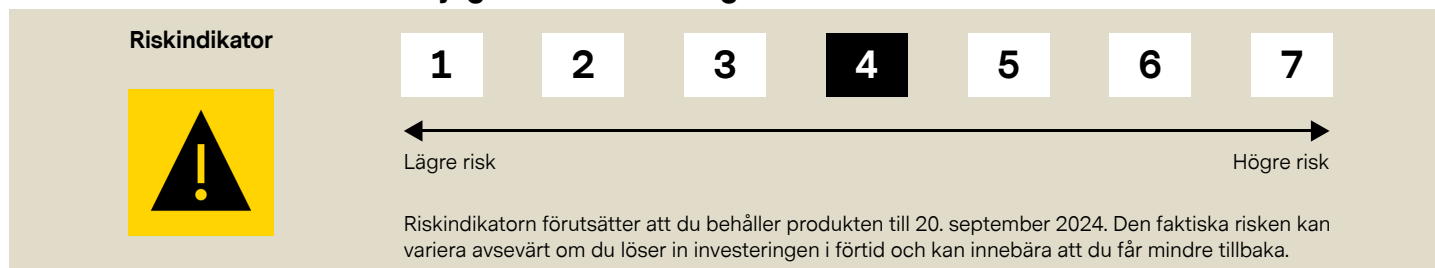 Riskindikator
1 2 3 4 5 6 7
Lägre risk Högre risk
Riskindikatorn förutsätter att du behåller produkten till 20. september 2024. Den faktiska risken kan
variera avsevärt om du löser in investeringen i förtid och kan innebära att du får mindre tillbaka.